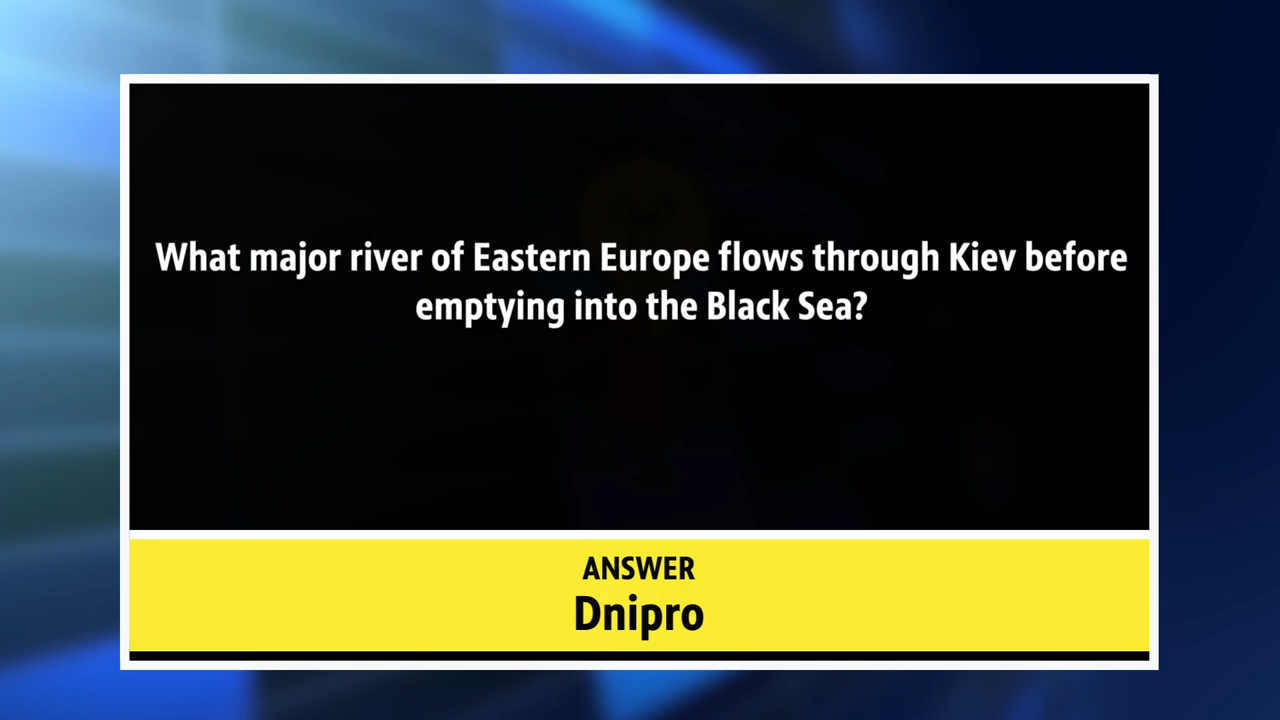 What major river of Eastern Europe flows through Kiev before
emptying into the Black Sea?
ANSWER
Dnipro